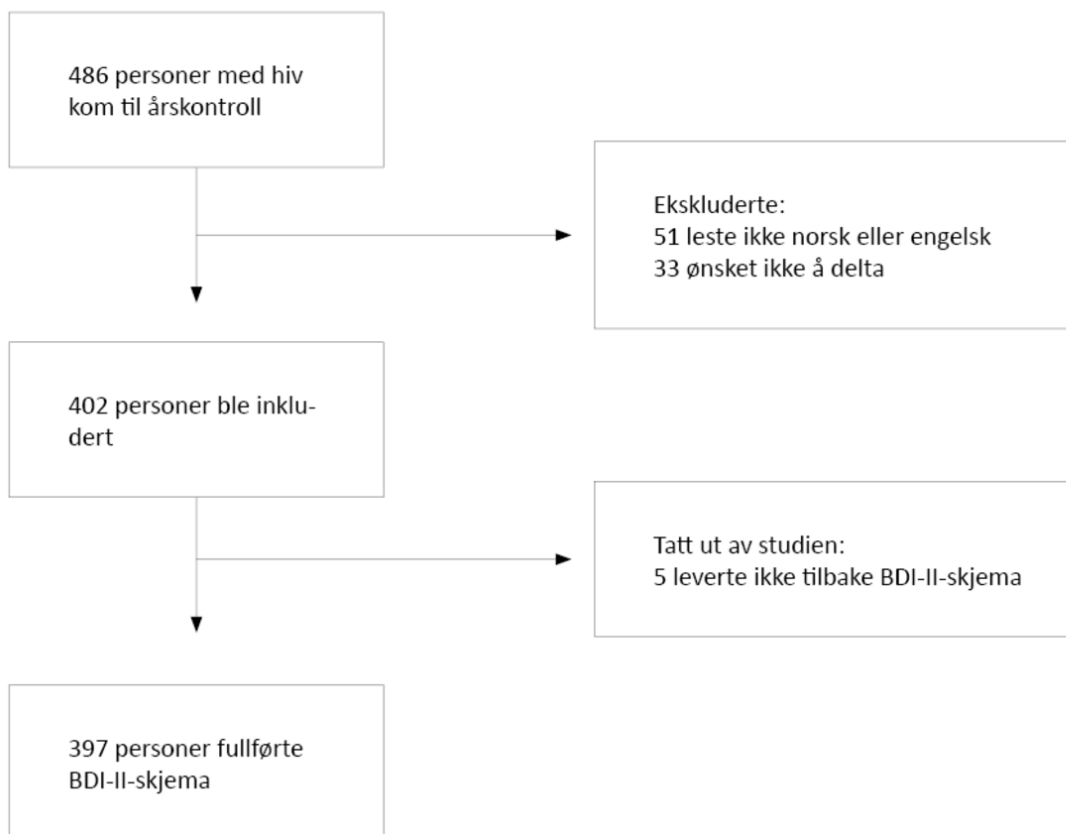 486 personer med hiv
kom til årskontroll
Ekskluderte:
51 leste ikke norsk eller engelsk
33 ønsket ikke å delta
402 personer ble inklu-
dert
Tatt ut av studien:
5 leverte ikke tilbake BDI-II-skjema
397 personer fullførte
BDI-II-skjema